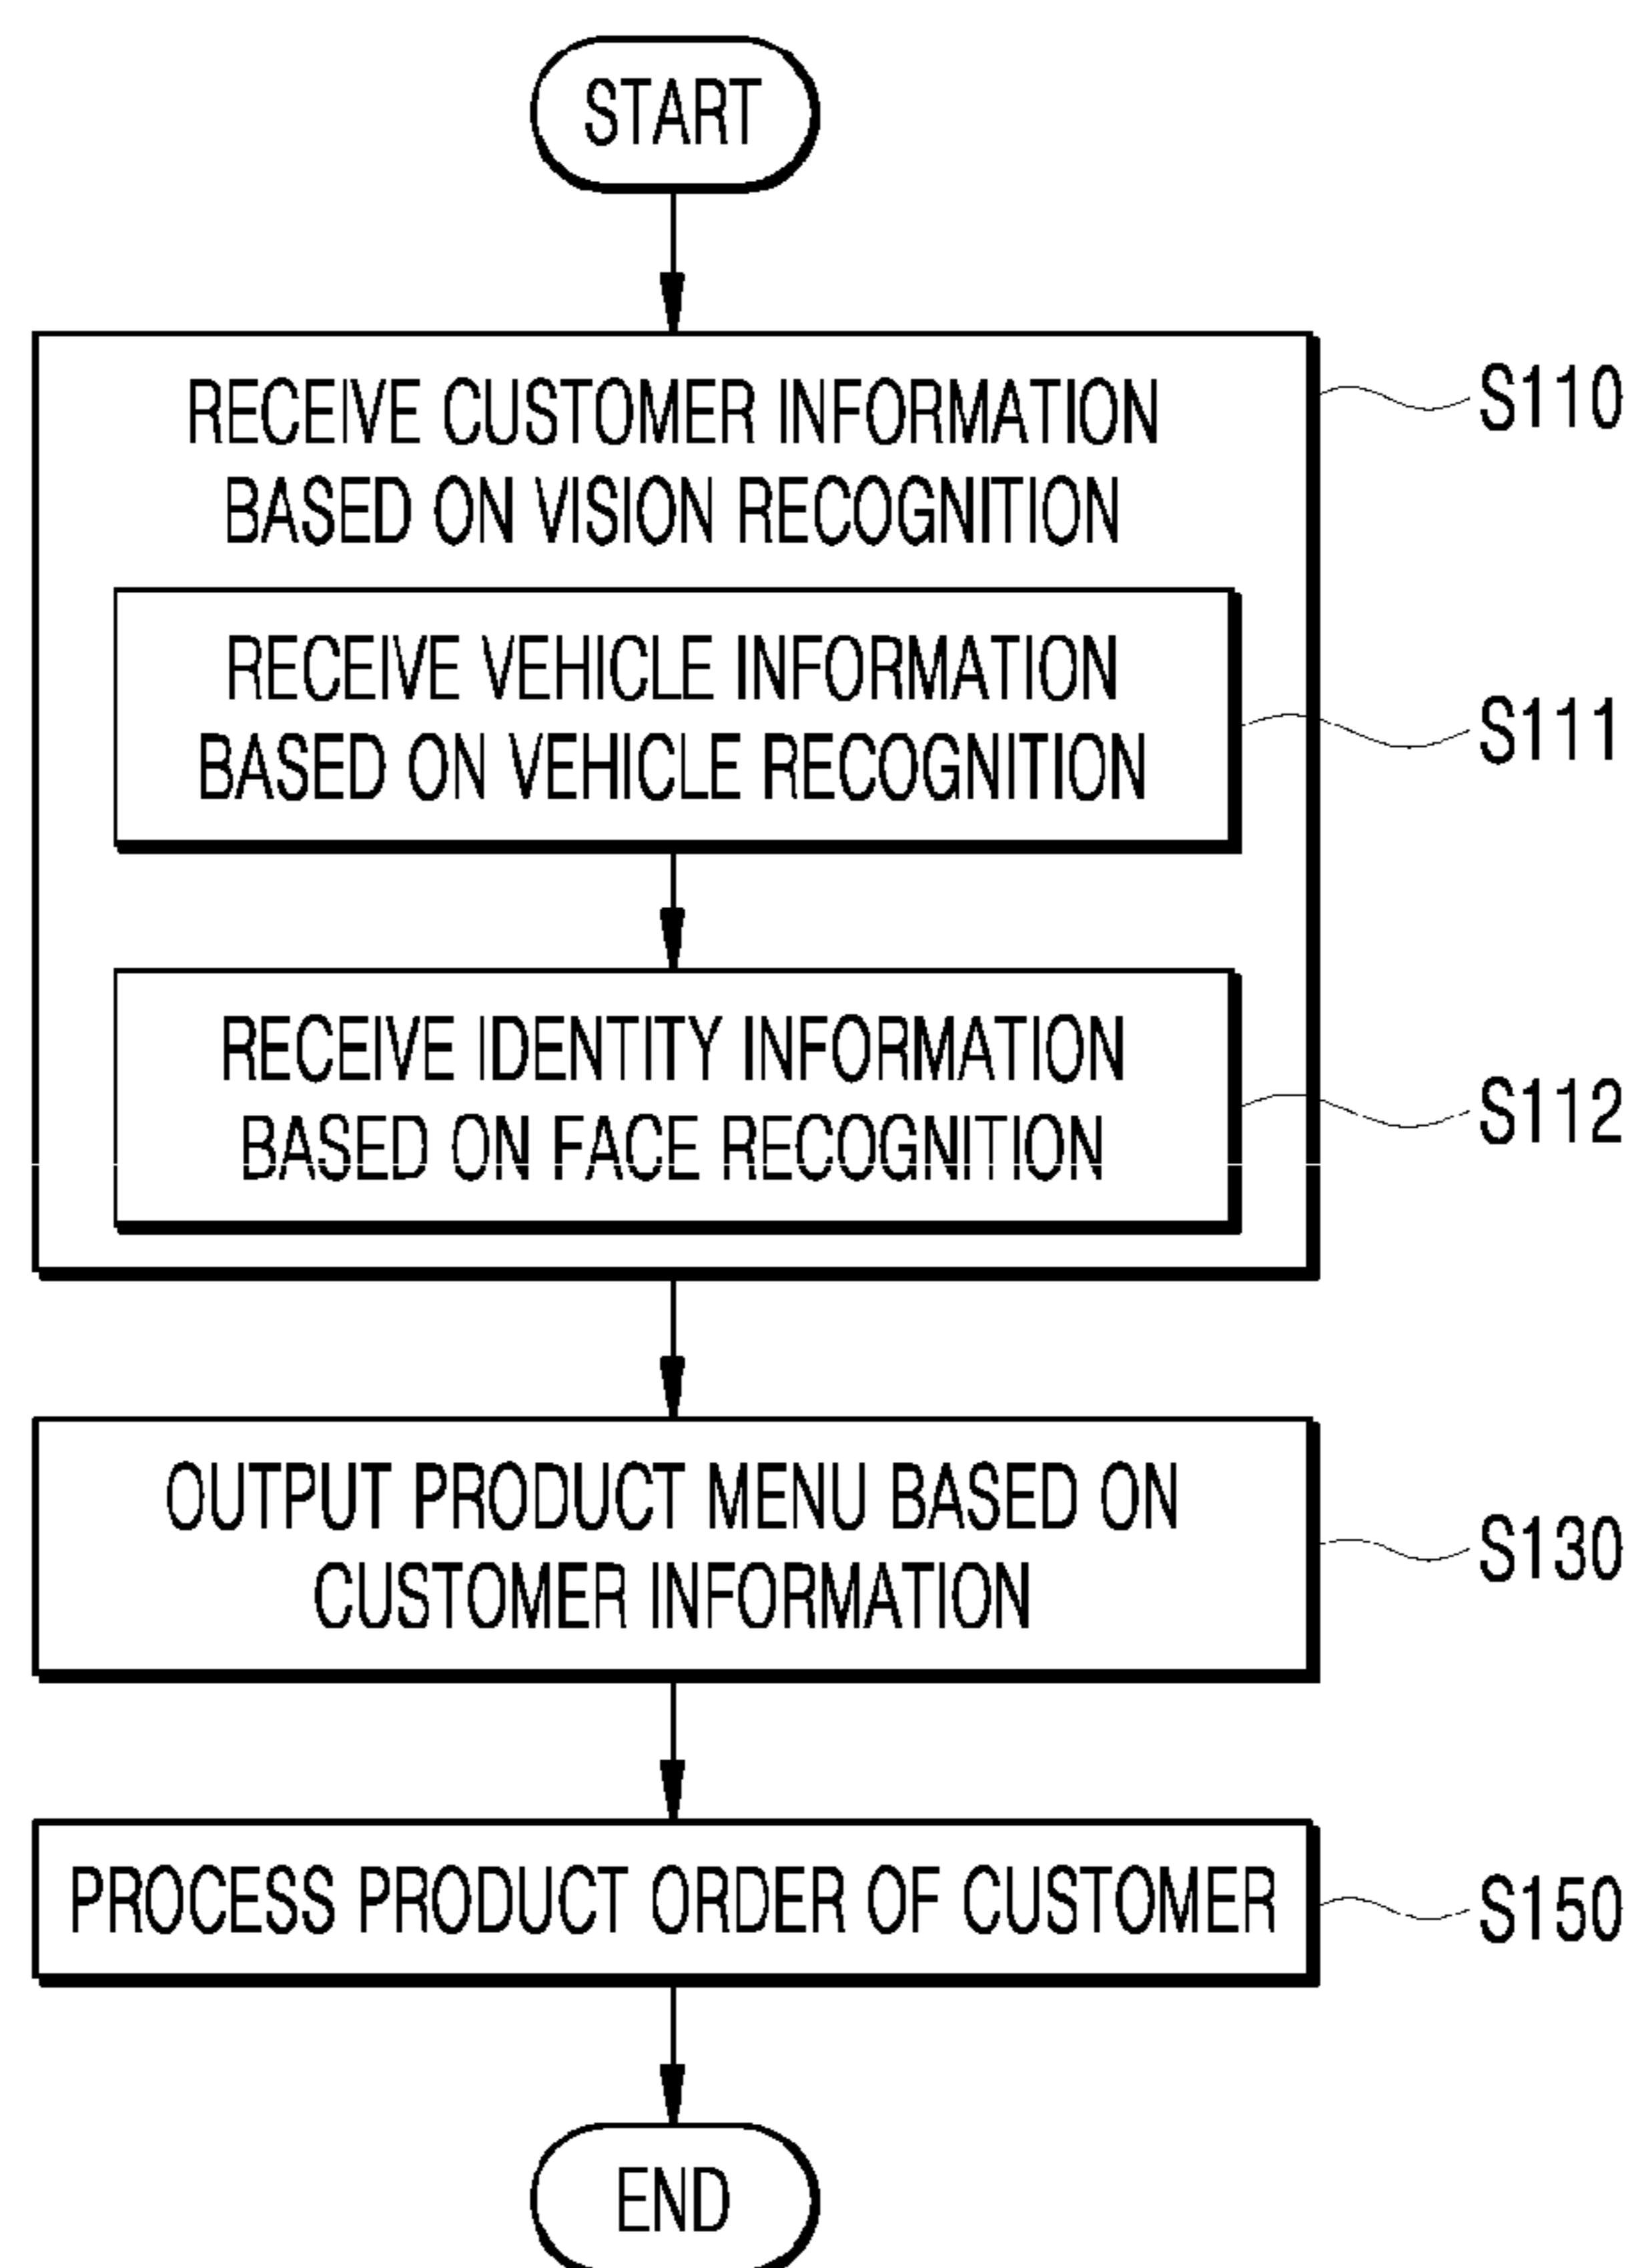 START
RECEIVE CUSTOMER INFORMATION
BASED ON VISION RECOGNITION
S110
RECEIVE VEHICLE INFORMATION
BASED ON VEHICLE RECOGNITION
S111
RECEIVE IDENTITY INFORMATION
BASED ON FACE RECOGNITION
S112
OUTPUT PRODUCT MENU BASED ON
CUSTOMER INFORMATION
S130
PROCESS PRODUCT ORDER OF CUSTOMER
S150
END